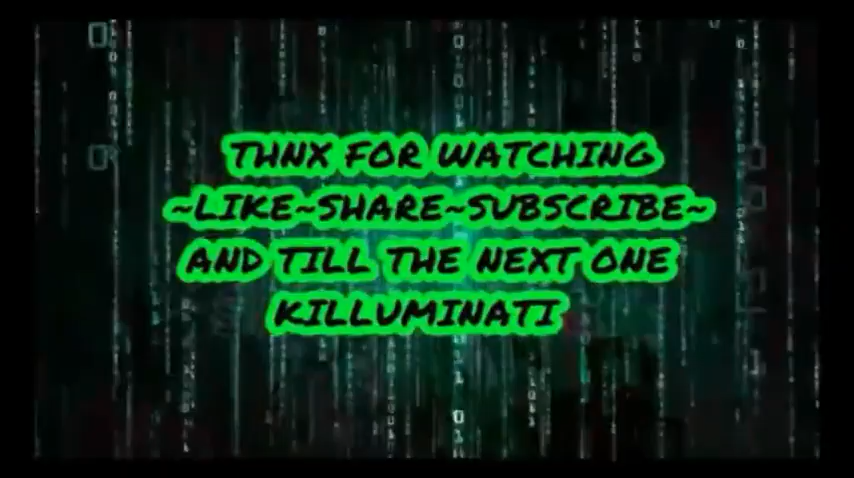 THNX FOR WATCHING
~LIKE~SHARE~SUBSCRIBE~
AND TILL THE NEXT ONE
KILLUMINATI